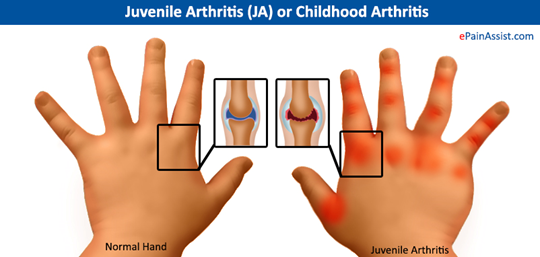 Juvenile Arthritis (JA) or Childhood Arthritis
ePainAssist.com
Normal Hand
Juvenile Arthritis